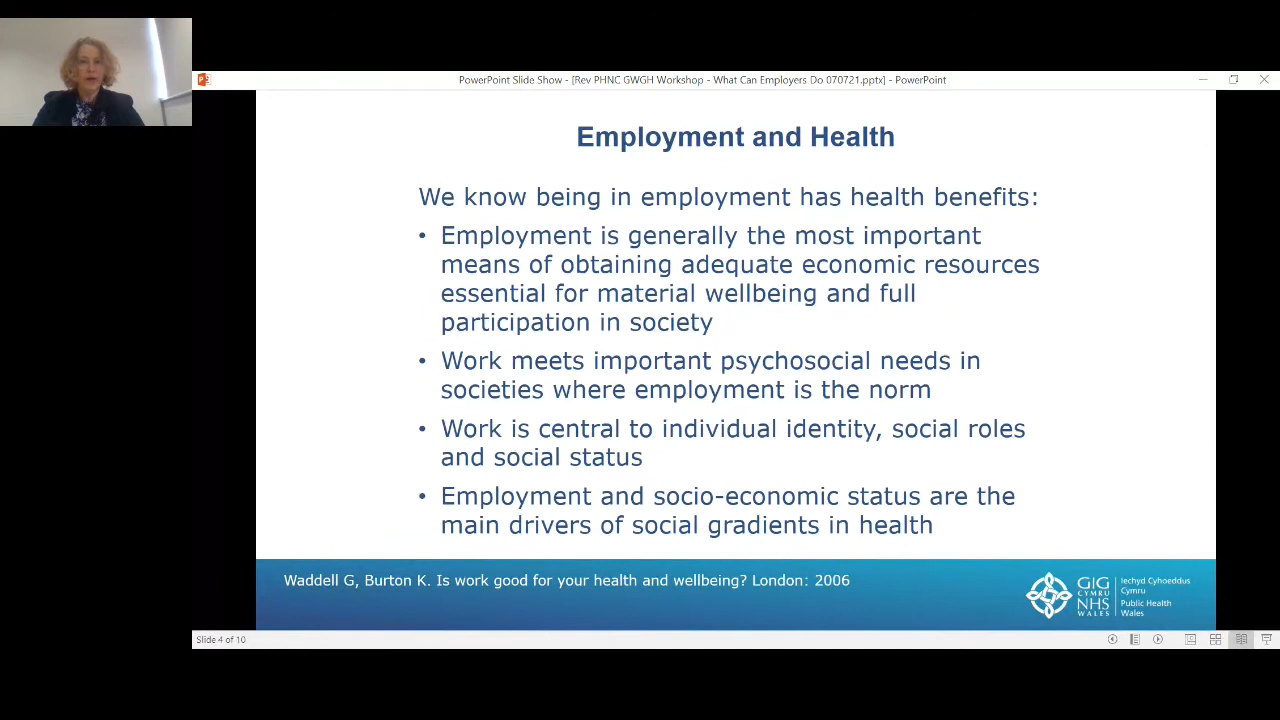 PowerPoint Slide Show - [Rev PHNC GWGH Workshop - What Can Employers Do 070721.pptx] - PowerPoint
Employment and Health
We know being in employment has health benefits:
• Employment is generally the most important
means of obtaining adequate economic resources
essential for material wellbeing and full
participation in society
• Work meets important psychosocial needs in
societies where employment is the norm
• Work is central to individual identity, social roles
and social status
• Employment and socio-economic status are the
main drivers of social gradients in health
Waddell G, Burton K. Is work good for your health and wellbeing? London: 2006
GIG
CYMRU
NHS
WALES
Iechyd Cyhoeddus
Cymru
Public Health
Wales
Slide 4 of 10